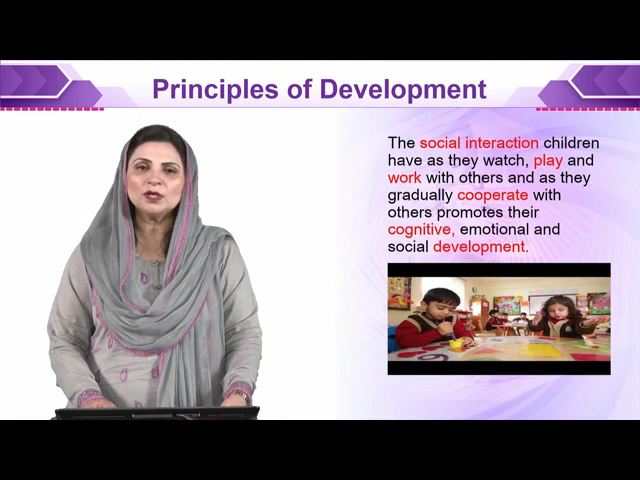 Principles of Development
The social interaction children
have as they watch, play and
work with others and as they
gradually cooperate with
others promotes their
cognitive, emotional and
social development.